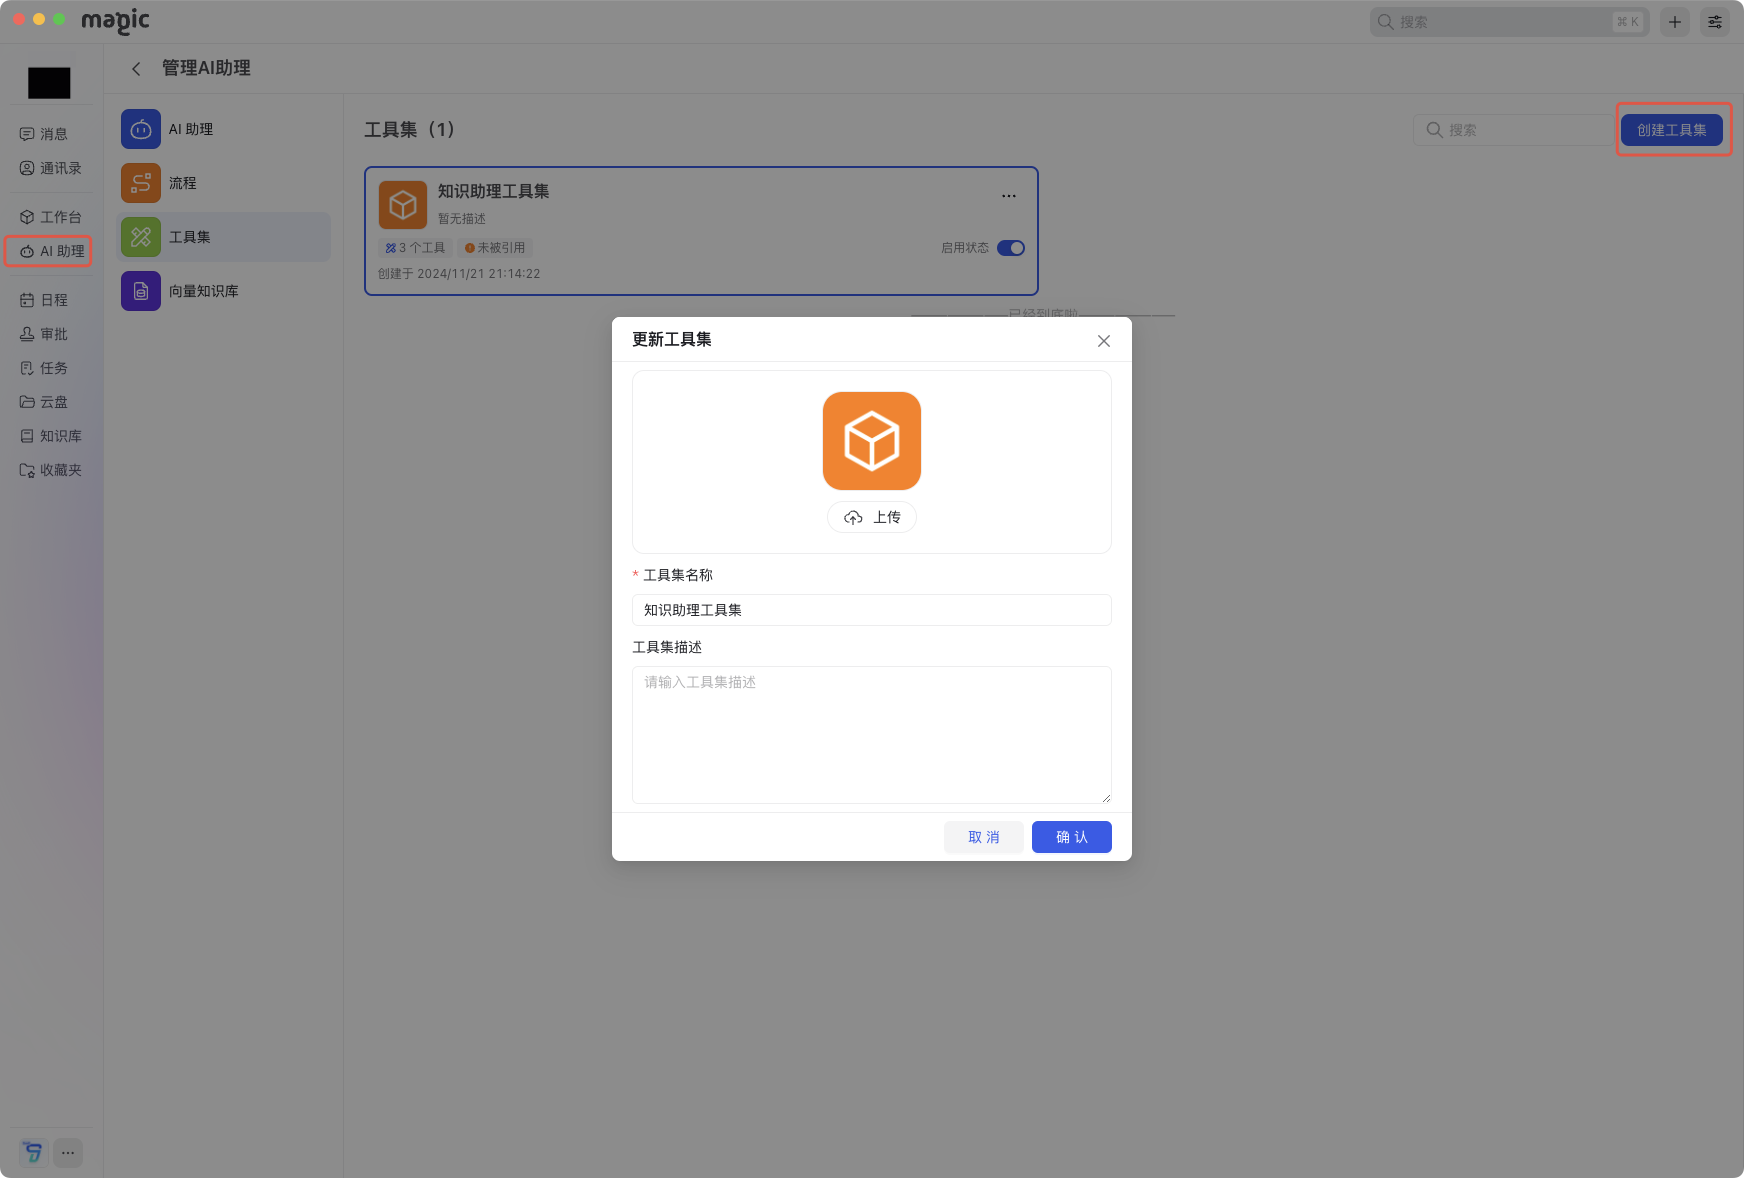 magic
搜索
⌘ K
管理AI助理
消息
通讯录
工作台
AI 助理
日程
审批
任务
云盘
知识库
收藏夹
AI 助理
流程
工具集
向量知识库
工具集（1）
搜索
创建工具集
知识助理工具集
暂无描述
3 个工具
未被引用
启用状态
创建于 2024/11/21 21:14:22
已经到底啦
更新工具集
上传
* 工具集名称
知识助理工具集
工具集描述
请输入工具集描述
取 消
确 认